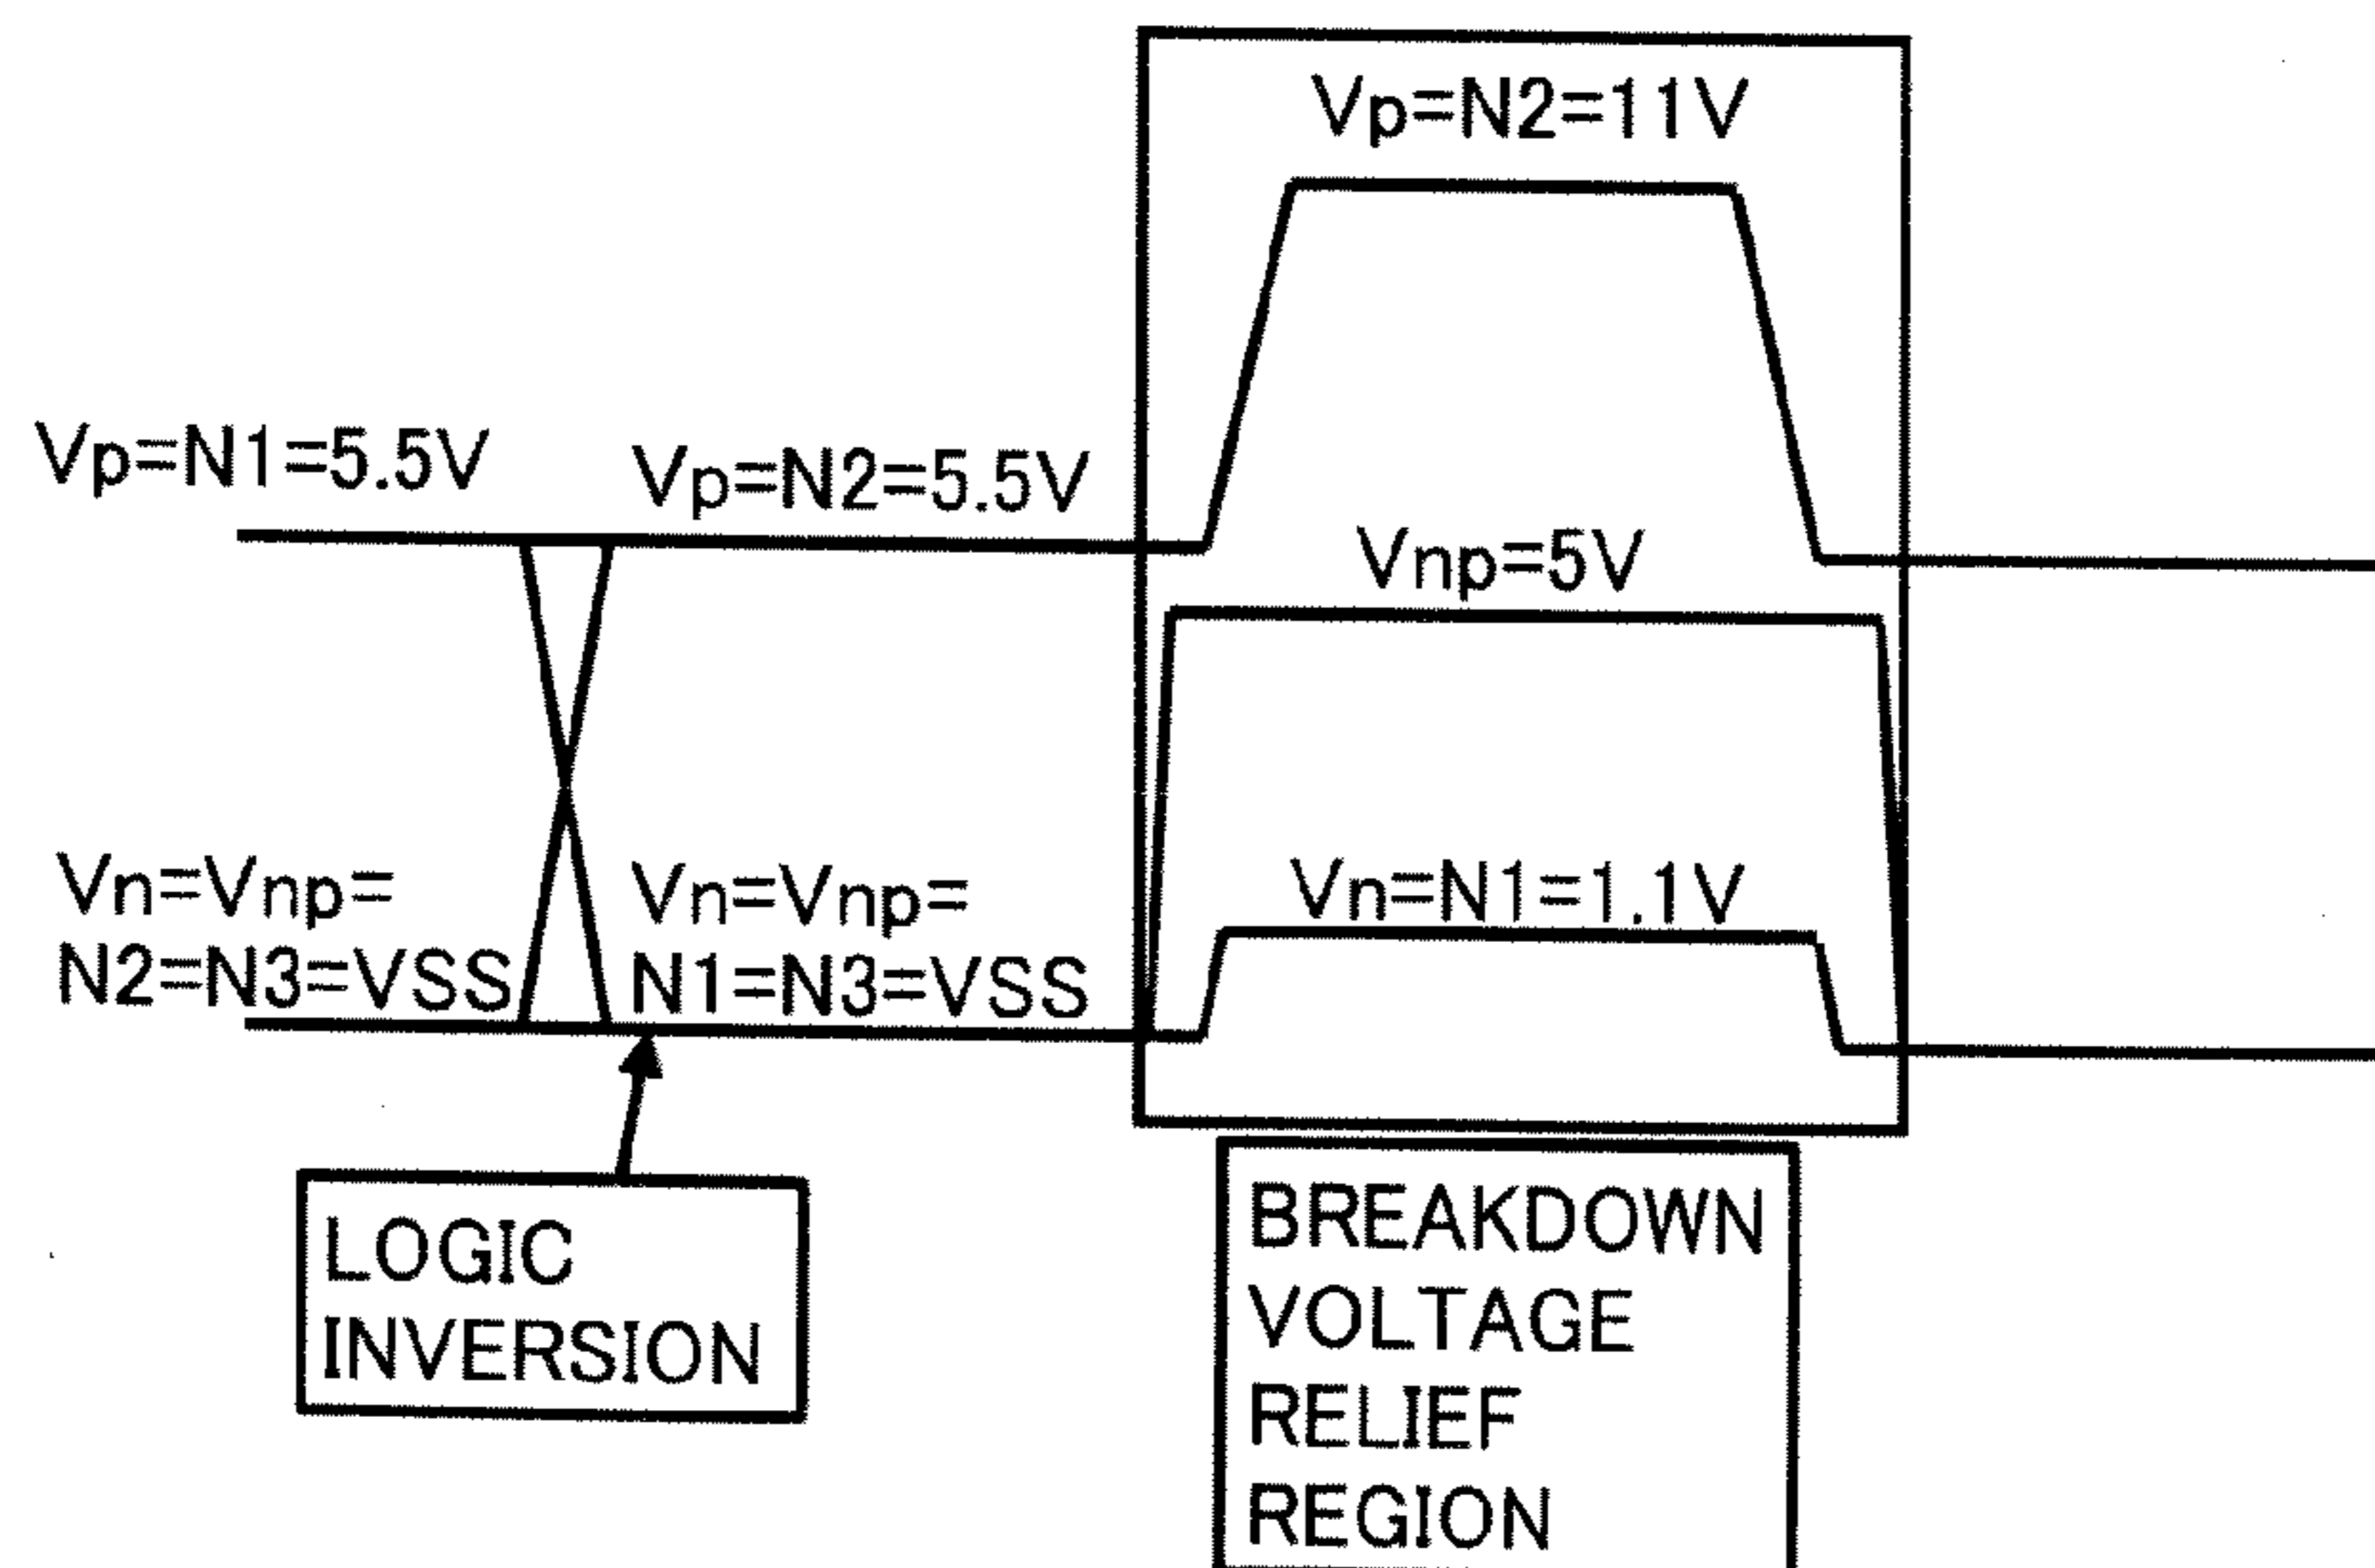 Vp=N2=11V
Vp=N1=5.5V
Vp=N2=5.5V
Vnp=5V
Vn=Vnp=
N2=N3=VSS
Vn=Vnp=
N1=N3=VSS
Vn=N1=1.1V
LOGIC
INVERSION
BREAKDOWN
VOLTAGE
RELIEF
REGION